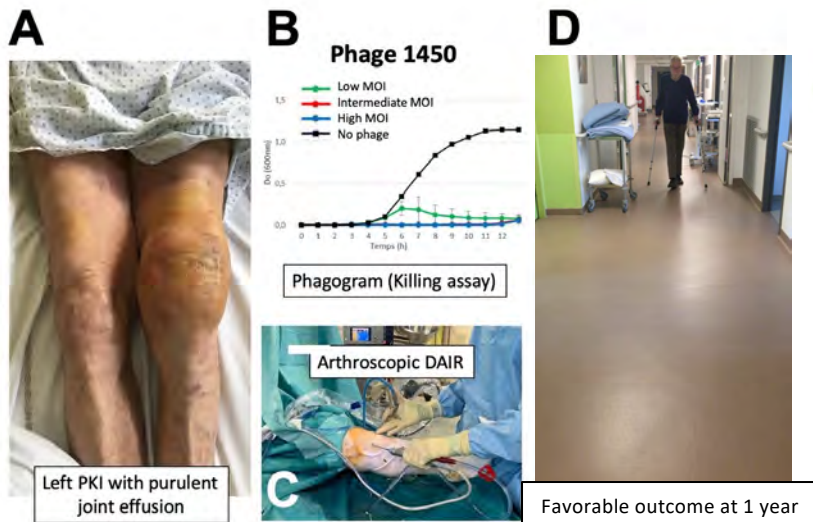 A
Left PKI with purulent
joint effusion
B
Phage 1450
Low MOI
Intermediate MOI
High MOI
No phage
Do (600nm)
1,5
1,0
0,5
0,0
0 1 2 3 4 5 6 7 8 9 10 11 12
Temps (h)
Phagogram (Killing assay)
Arthroscopic DAIR
C
D
Favorable outcome at 1 year